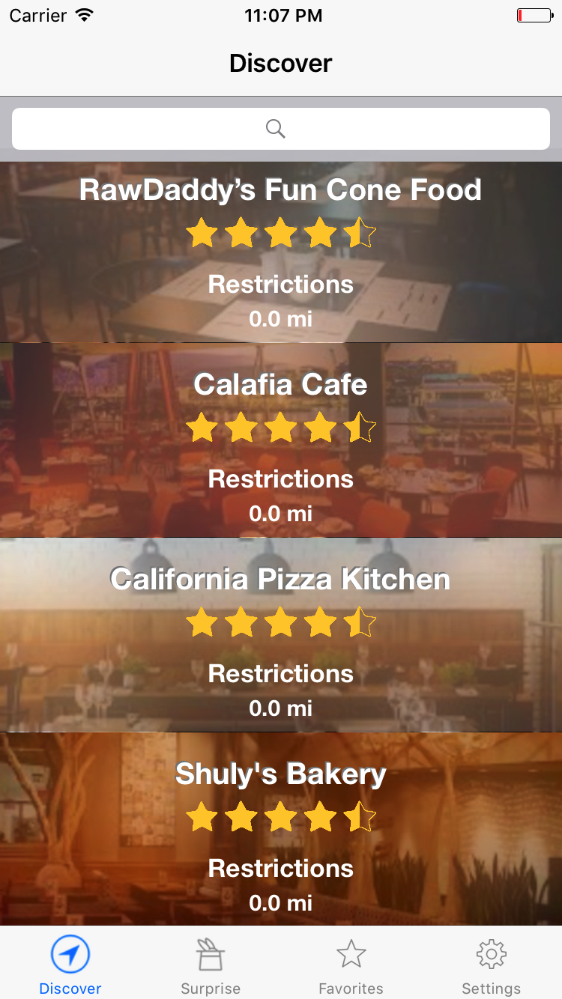 Carrier 11:07 PM
Discover
RawDaddy’s Fun Cone Food
Restrictions
0.0 mi
Calafia Cafe
Restrictions
0.0 mi
California Pizza Kitchen
Restrictions
0.0 mi
Shuly's Bakery
Restrictions
0.0 mi
Discover Surprise Favorites Settings